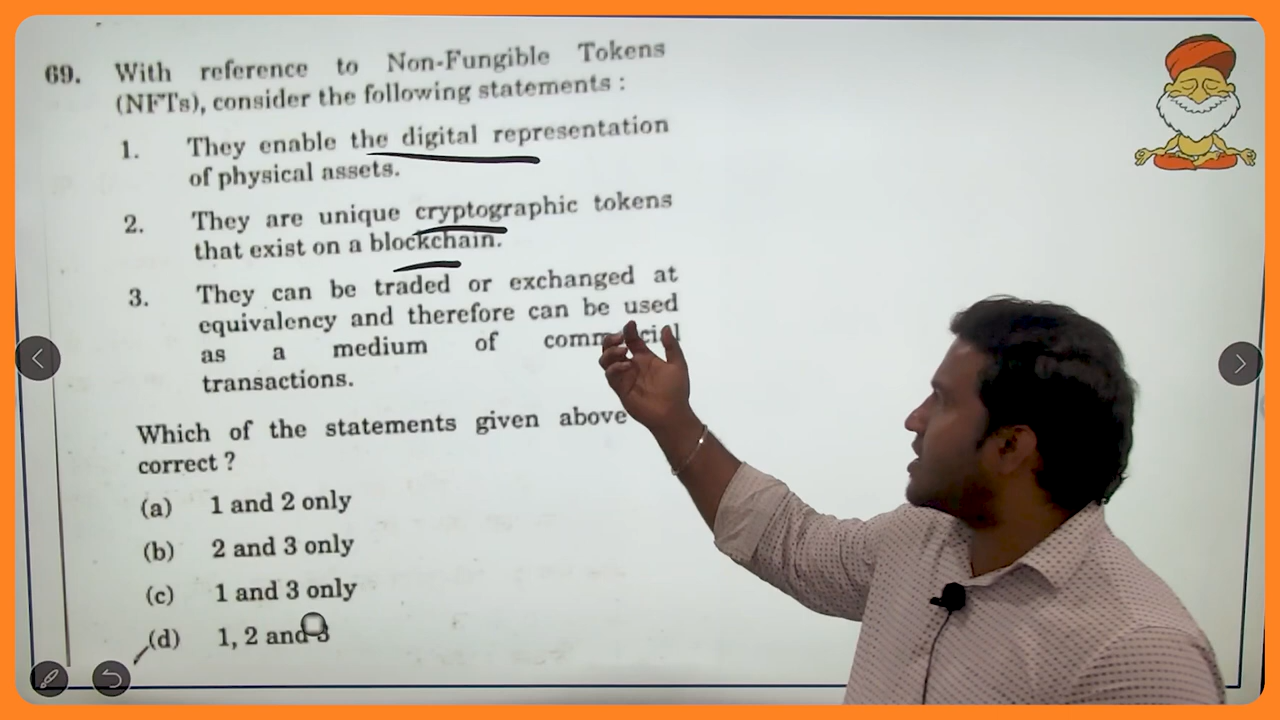 69. With reference to Non-Fungible Tokens
(NFTs), consider the following statements :
1. They enable the digital representation
of physical assets.
2. They are unique cryptographic tokens
that exist on a blockchain.
3. They can be traded or exchanged at
equivalency and therefore can be used
as a medium of commercial
transactions.
Which of the statements given above
correct ?
(a) 1 and 2 only
(b) 2 and 3 only
(c) 1 and 3 only
(d) 1, 2 and 3